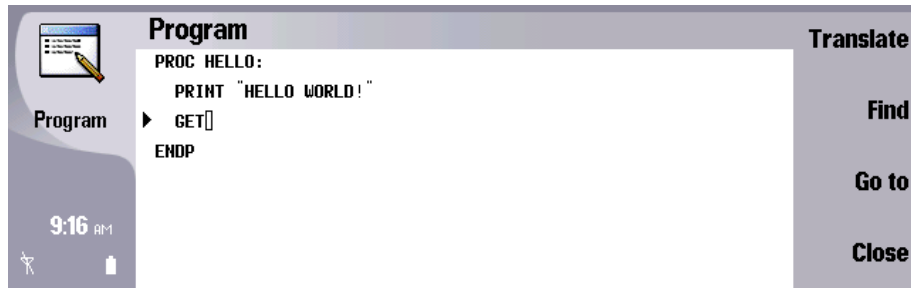 Program
PROC HELLO:
PRINT "HELLO WORLD!"
GET
ENDP
Program
9:16 AM
Translate
Find
Go to
Close